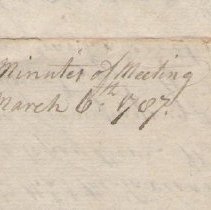 Minutes of Meeting
March 6th 1787.